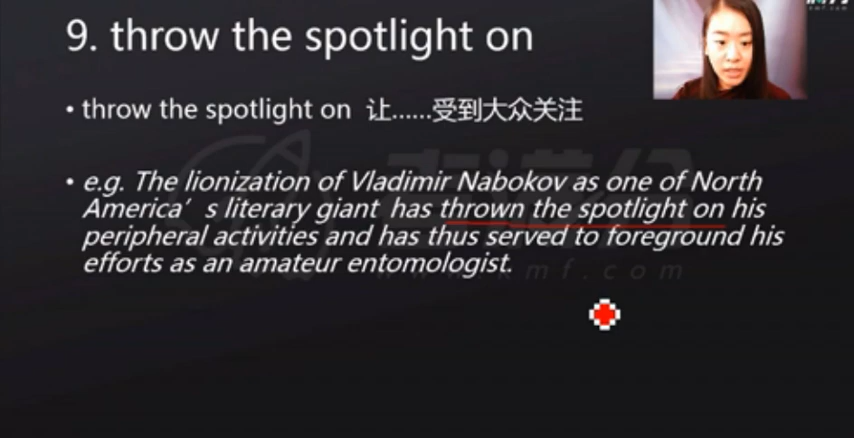 9. throw the spotlight on
• throw the spotlight on 让……受到大众关注
• e.g. The lionization of Vladimir Nabokov as one of North
America's literary giant has thrown the spotlight on his
peripheral activities and has thus served to foreground his
efforts as an amateur entomologist.